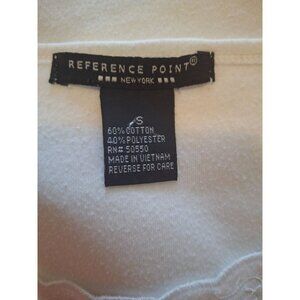 REFERENCE POINT®
NEW YORK
S
60% COTTON
40% POLYESTER
RN# 50550
MADE IN VIETNAM
REVERSE FOR CARE